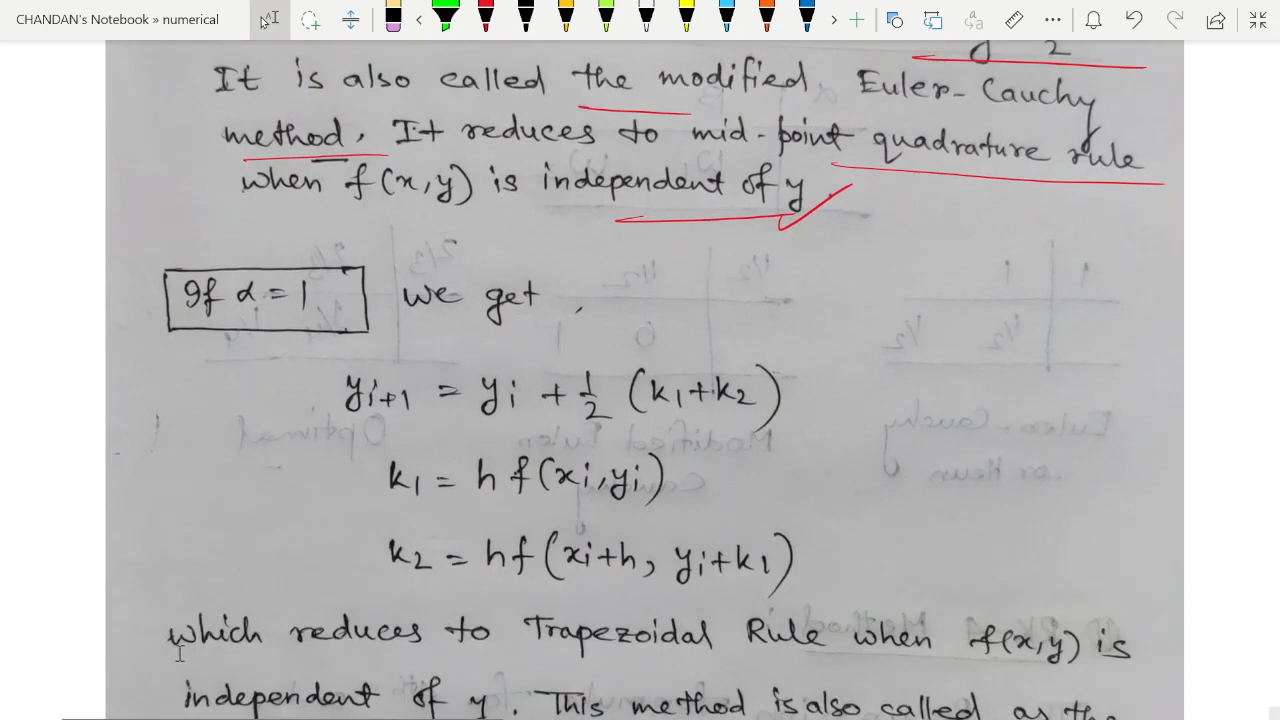 CHANDAN's Notebook » numerical
2
It is also called the modified Euler-Cauchy
method. It reduces to mid-point quadrature rule
when f(x,y) is independent of y
If α = 1 we get,
yi+1 = yi + 1/2 (k1+k2)
k1 = h f(xi,yi)
k2 = hf(xi+h, yi+k1)
which reduces to Trapezoidal Rule when f(x,y) is
independent of y. This method is also called as the